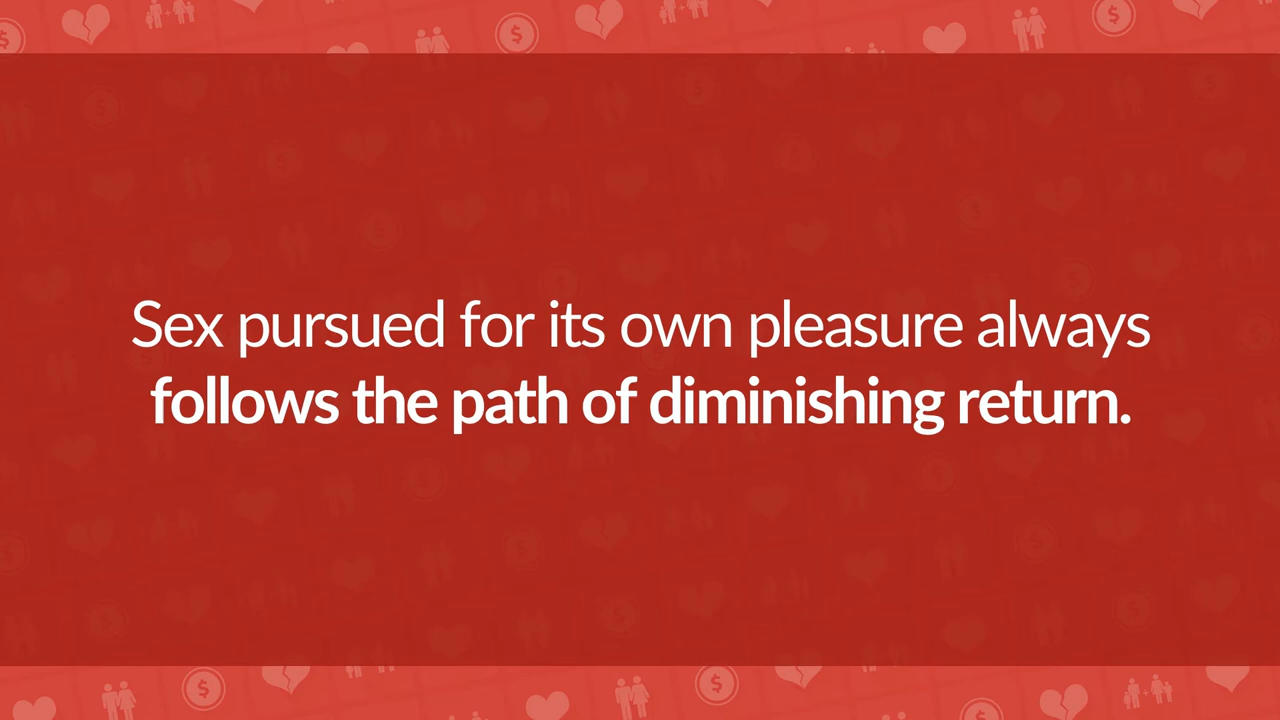 Sex pursued for its own pleasure always
follows the path of diminishing return.